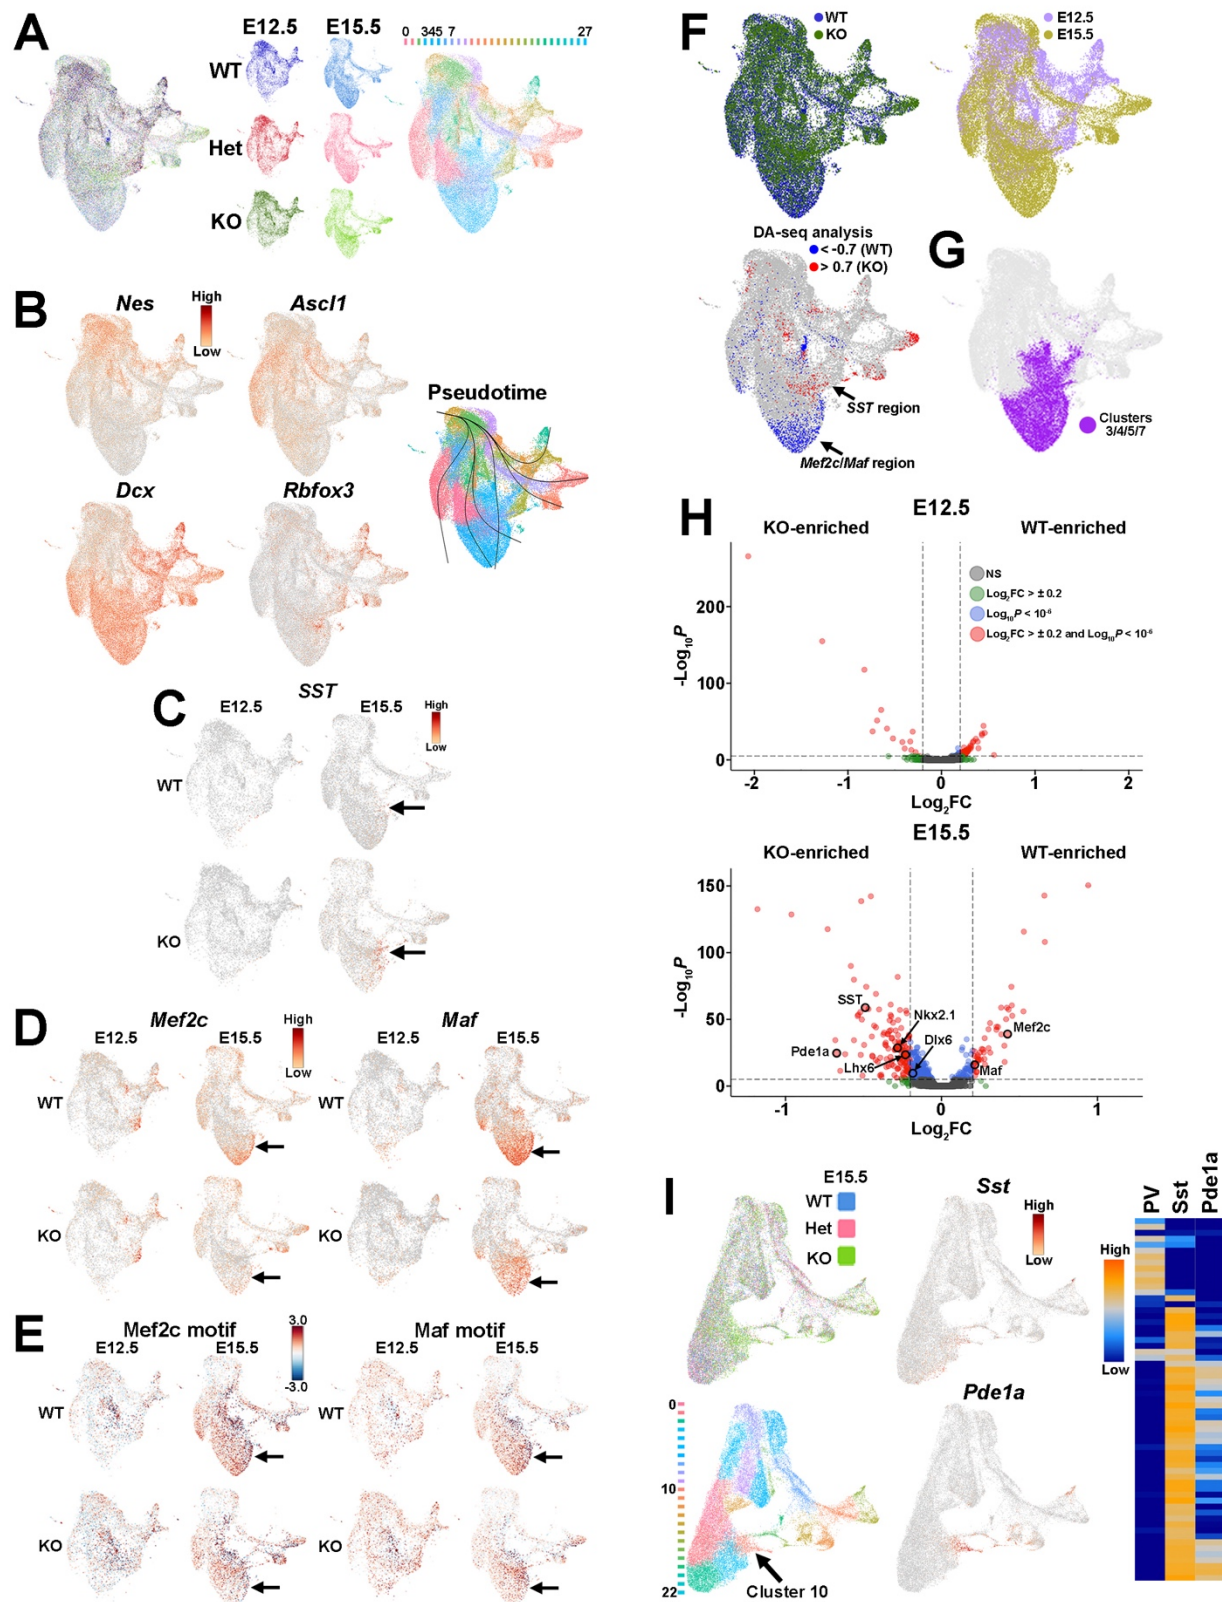 A
E12.5 E15.5
WT
Het
KO
0 345 7 27
B
Nes
High
Low
Ascl1
Dcx
Rbfox3
Pseudotime
C
SST
E12.5 E15.5
High
Low
WT
KO
D
Mef2c
High
Low
Maf
E12.5 E15.5 E12.5 E15.5
WT WT
KO KO
E
Mef2c motif
3.0
-3.0
Maf motif
E12.5 E15.5 E12.5 E15.5
WT WT
KO KO
F
WT
KO
E12.5
E15.5
DA-seq analysis
< -0.7 (WT)
> 0.7 (KO)
SST region
Mef2c/Maf region
G
Clusters
3/4/5/7
H
E12.5
KO-enriched WT-enriched
NS
Log₂FC > ± 0.2
Log₁₀P < 10⁻⁶
Log₂FC > ± 0.2 and Log₁₀P < 10⁻⁶
-Log₁₀P
200
100
0
-2 -1 0 1 2
Log₂FC
E15.5
KO-enriched WT-enriched
-Log₁₀P
150
100
50
0
SST
Nkx2.1
Mef2c
Pde1a
Dlx6
Lhx6
Maf
-1 0 1
Log₂FC
I
E15.5
WT
Het
KO
Sst
High
Low
0
10
22
Cluster 10
Pde1a
PV Sst Pde1a
High
Low